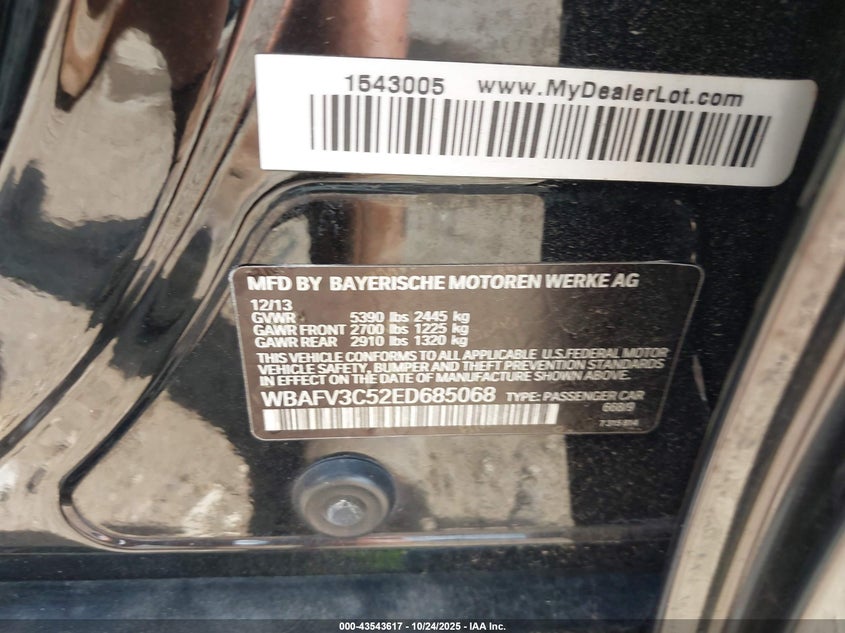 1543005 www.MyDealerLot.com
MFD BY BAYERISCHE MOTOREN WERKE AG
12/13
GVWR 5390 lbs 2445 kg
GAWR FRONT 2700 lbs 1225 kg
GAWR REAR 2910 lbs 1320 kg
THIS VEHICLE CONFORMS TO ALL APPLICABLE U.S.FEDERAL MOTOR
VEHICLE SAFETY, BUMPER AND THEFT PREVENTION STANDARDS
IN EFFECT ON THE DATE OF MANUFACTURE SHOWN ABOVE.
WBAFV3C52ED685068 TYPE: PASSENGER CAR
668/9
000-43543617 - 10/24/2025 - IAA Inc.